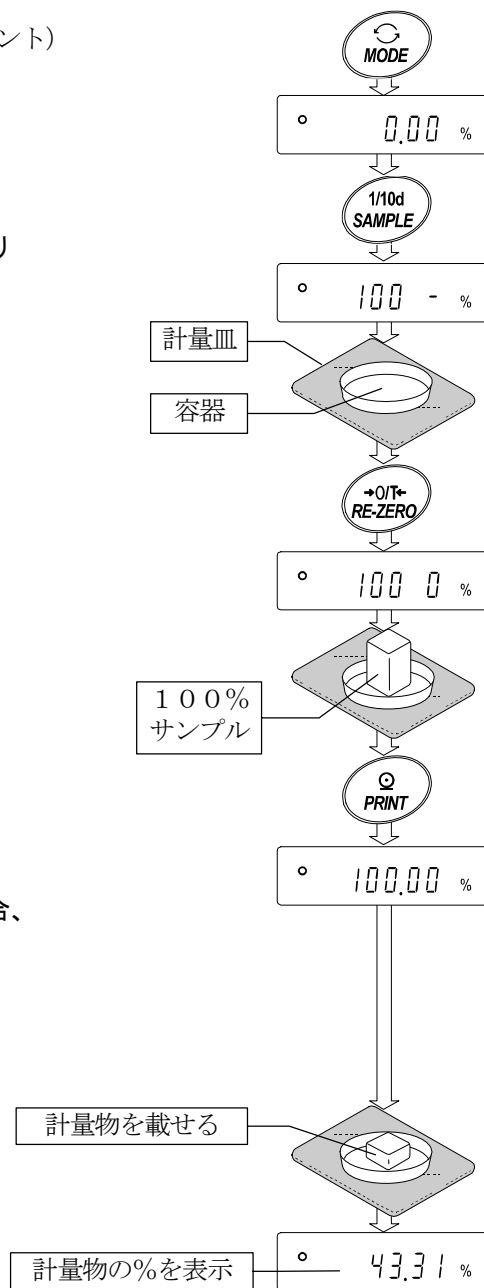 ント）
MODE
0.00 %
り
1/10d
SAMPLE
100 - %
計量皿
容器
→0/T←
RE-ZERO
100 0 %
１００％
サンプル
PRINT
100.00 %
合、
計量物を載せる
計量物の％を表示
43.31 %